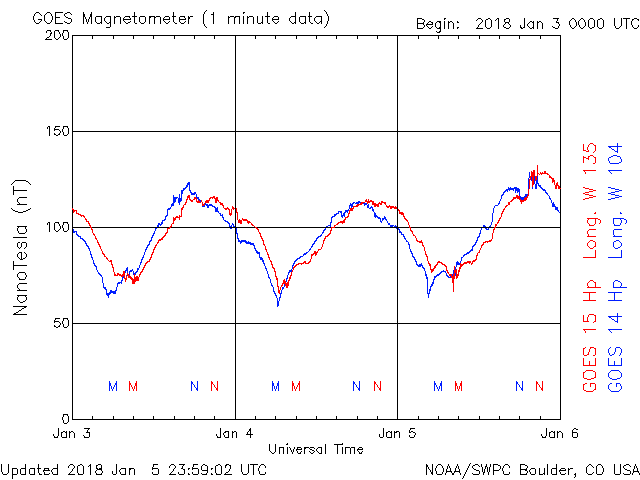 GOES Magnetometer (1 minute data)
Begin: 2018 Jan 3 0000 UTC
200
150
100
50
0
NanoTesla (nT)
M M N N M M N N M M N N
Jan 3 Jan 4 Jan 5 Jan 6
Universal Time
GOES 15 Hp Long. W 135
GOES 14 Hp Long. W 104
Updated 2018 Jan 5 23:59:02 UTC
NOAA/SWPC Boulder, CO USA